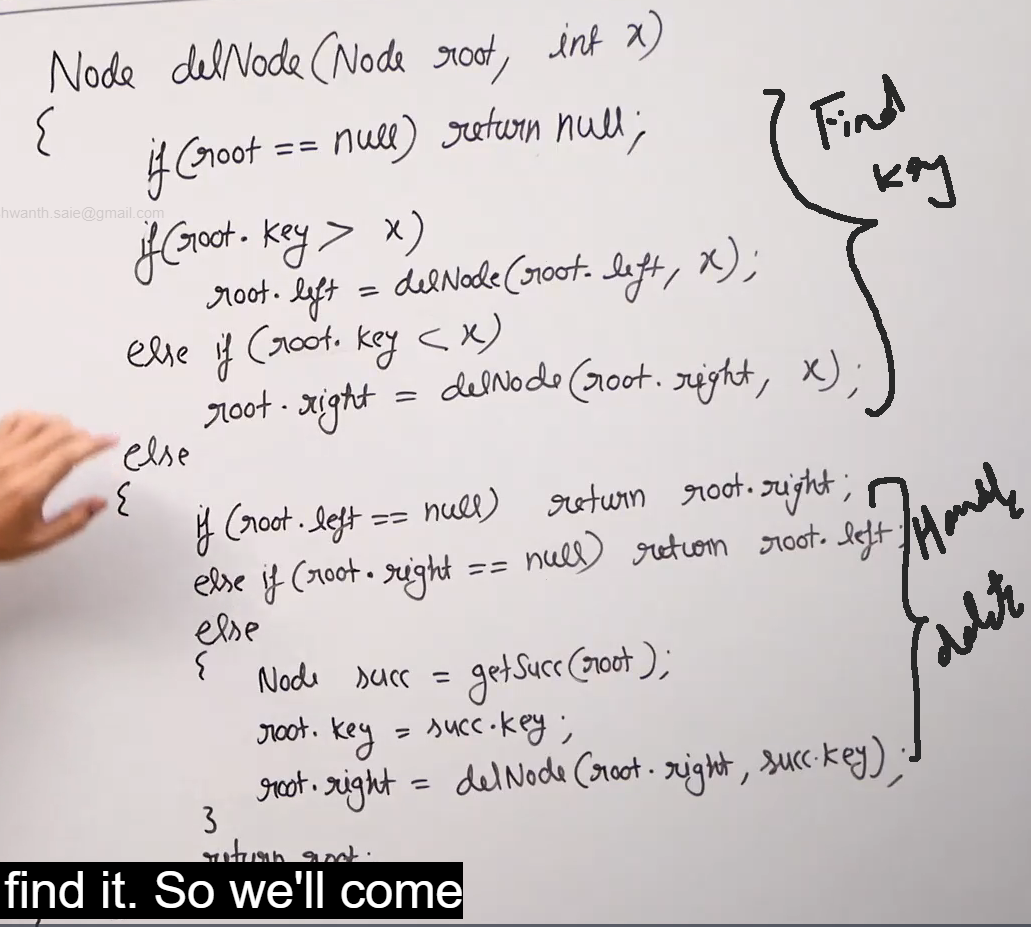 Node delNode(Node root, int x)
{
if(root == null) return null;
Find
key
hwanth.saie@gmail.com
if(root. key > x)
root. left = delNode(root. left, x);
else if (root. key < x)
root. right = delNode(root. right, x);
else
{
if (root. left == null) return root.right;
else if (root. right == null) return root. left;
Handle
delete
else
{
Node succ = getSucc(root);
root. key = succ.key;
root.right = delNode(root.right, succ.key);
}
return root;
find it. So we'll come